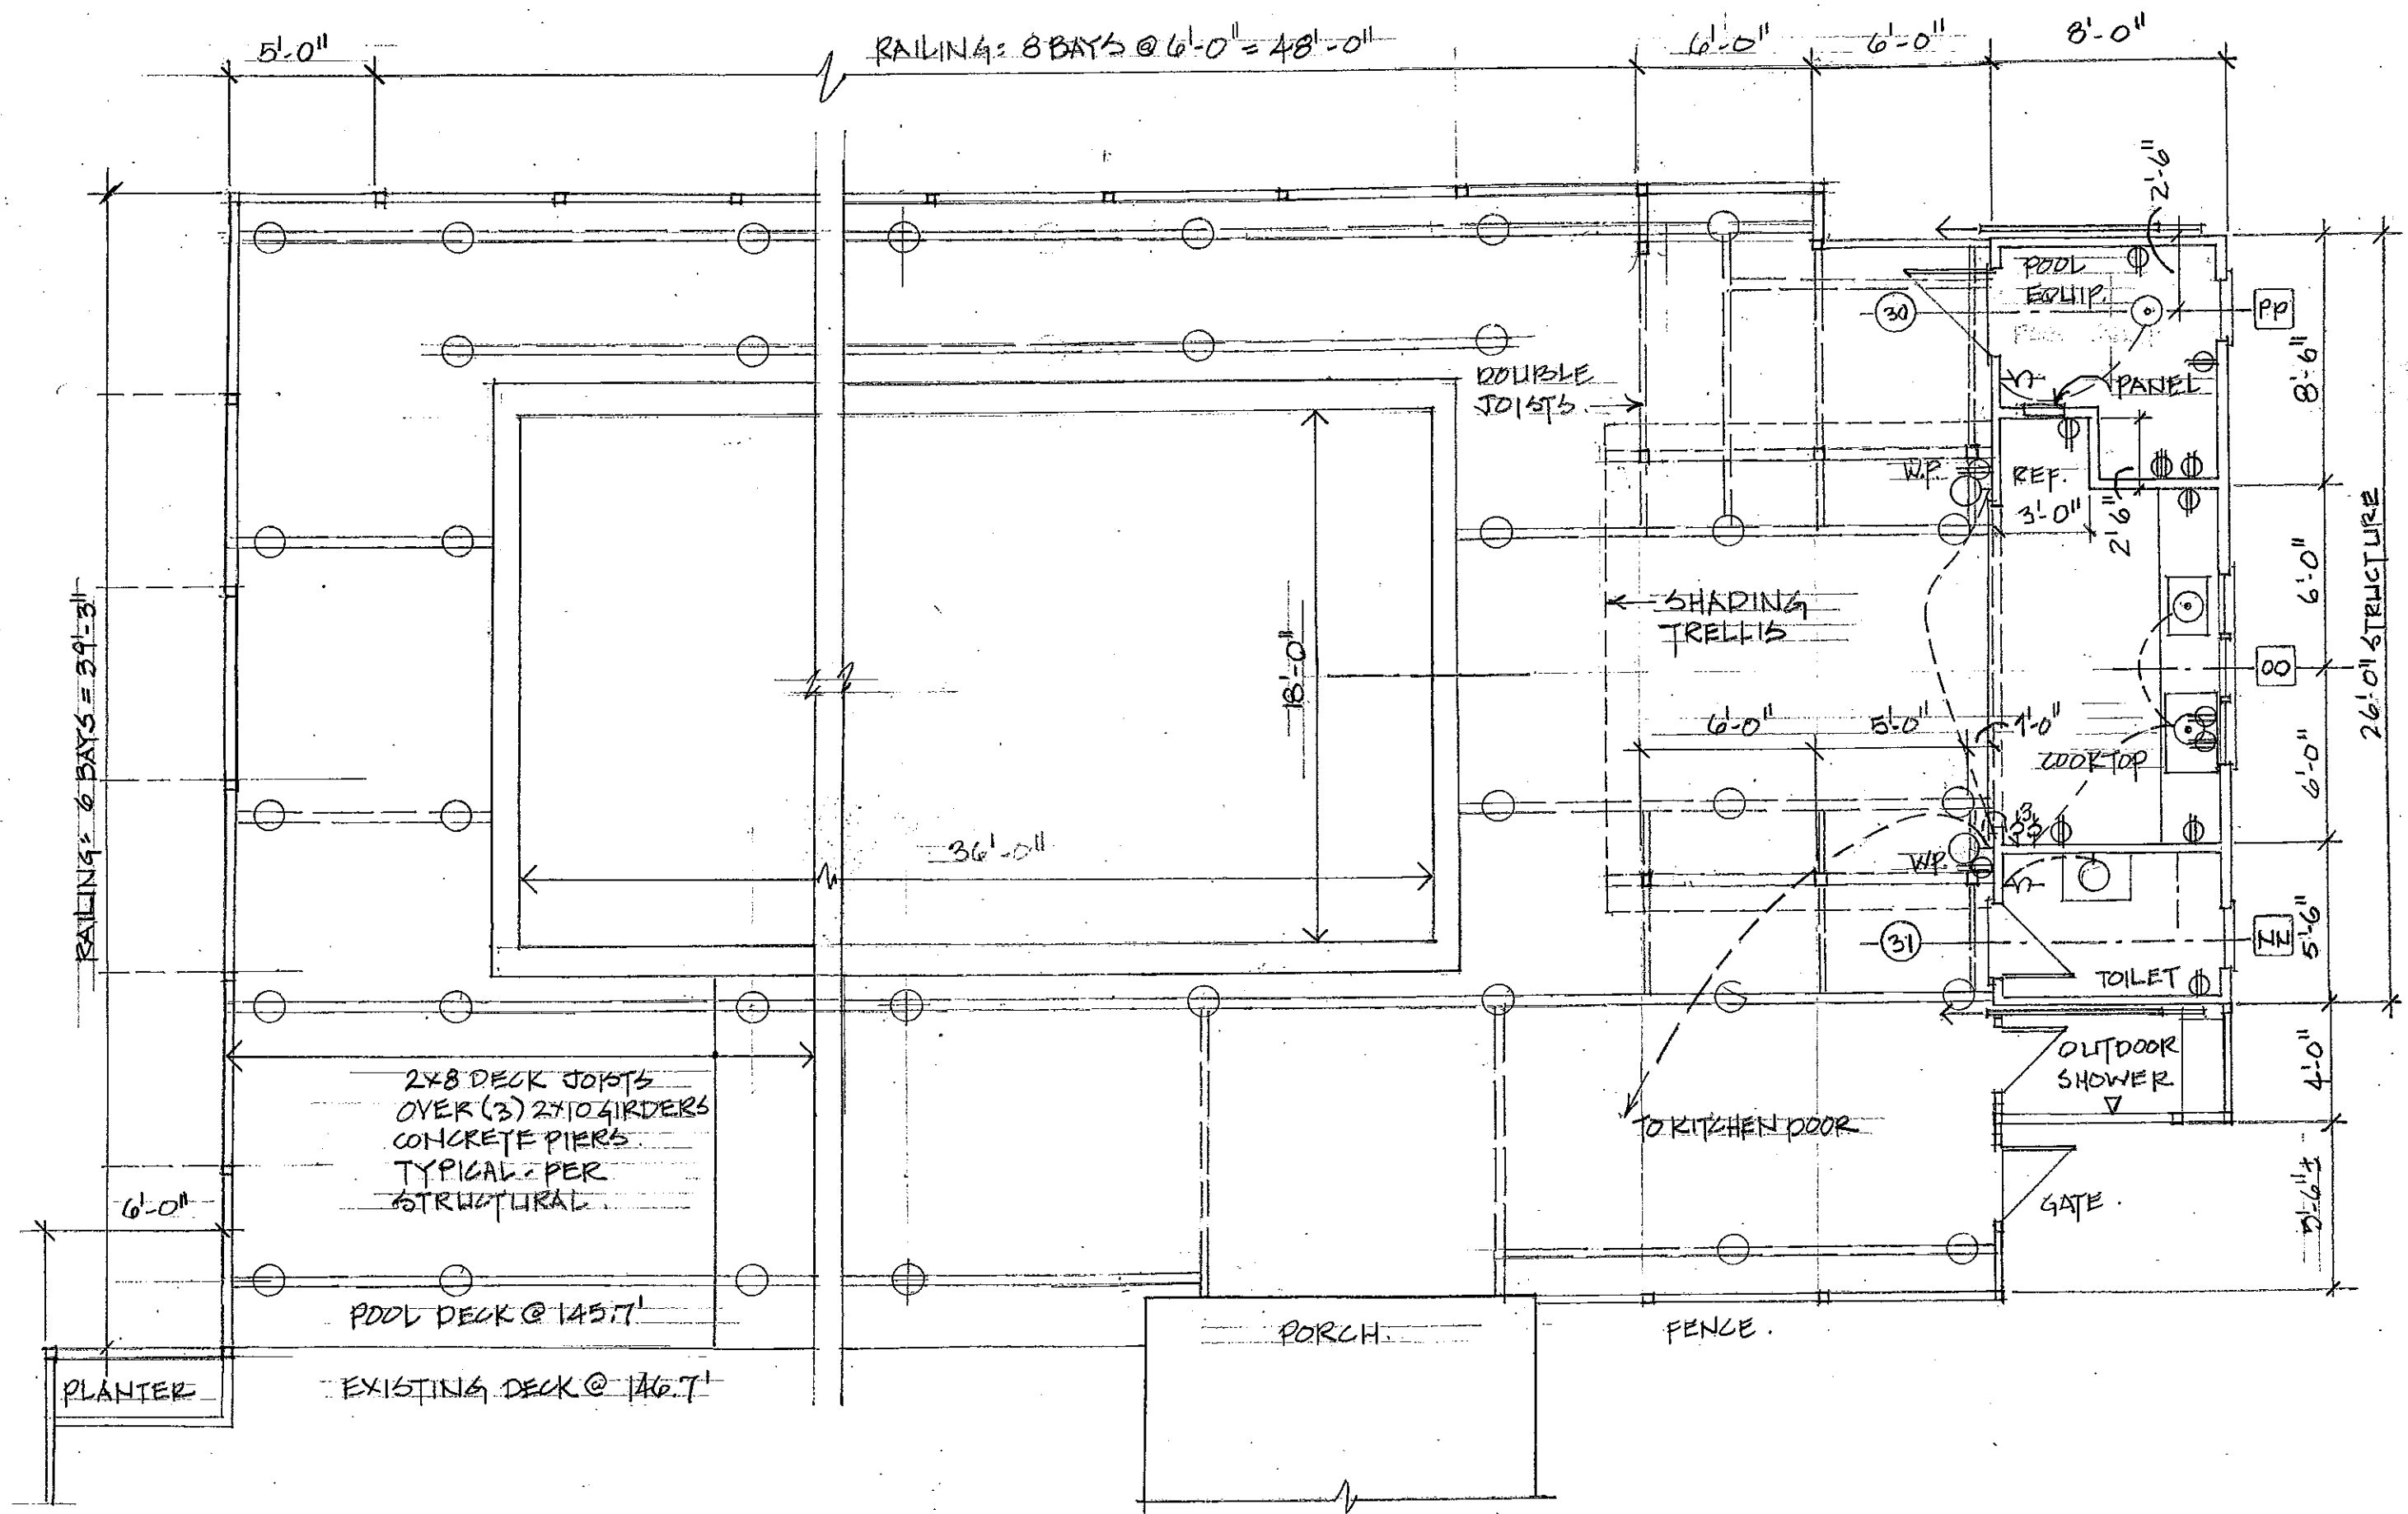 5'-0"
RAILING: 8 BAYS @ 6'-0" = 48'-0"
6'-0"
6'-0"
8'-0"
2'-6"
POOL
EQUIP.
30
PP
PANEL
8'-6"
DOUBLE
JOISTS.
W.P.
REF.
3'-0"
2'6"
26'-0" STRUCTURE
6'-0"
SHADING
TRELLIS
18'-0"
RAILING: 6 BAYS = 39'-3"
OO
6'-0"
5'-0"
1'-0"
COOKTOP
6'-0"
36'-0"
3
W.P.
31
ZZ
5'-6"
TOILET
OUTDOOR
SHOWER
4'-0"
2X8 DECK JOISTS
OVER (3) 2X10 GIRDERS
CONCRETE PIERS.
TYPICAL - PER
STRUCTURAL.
TO KITCHEN DOOR
6'-0"
GATE.
5'-6"±
POOL DECK @ 145.7'
PORCH.
FENCE.
PLANTER
EXISTING DECK @ 146.7'